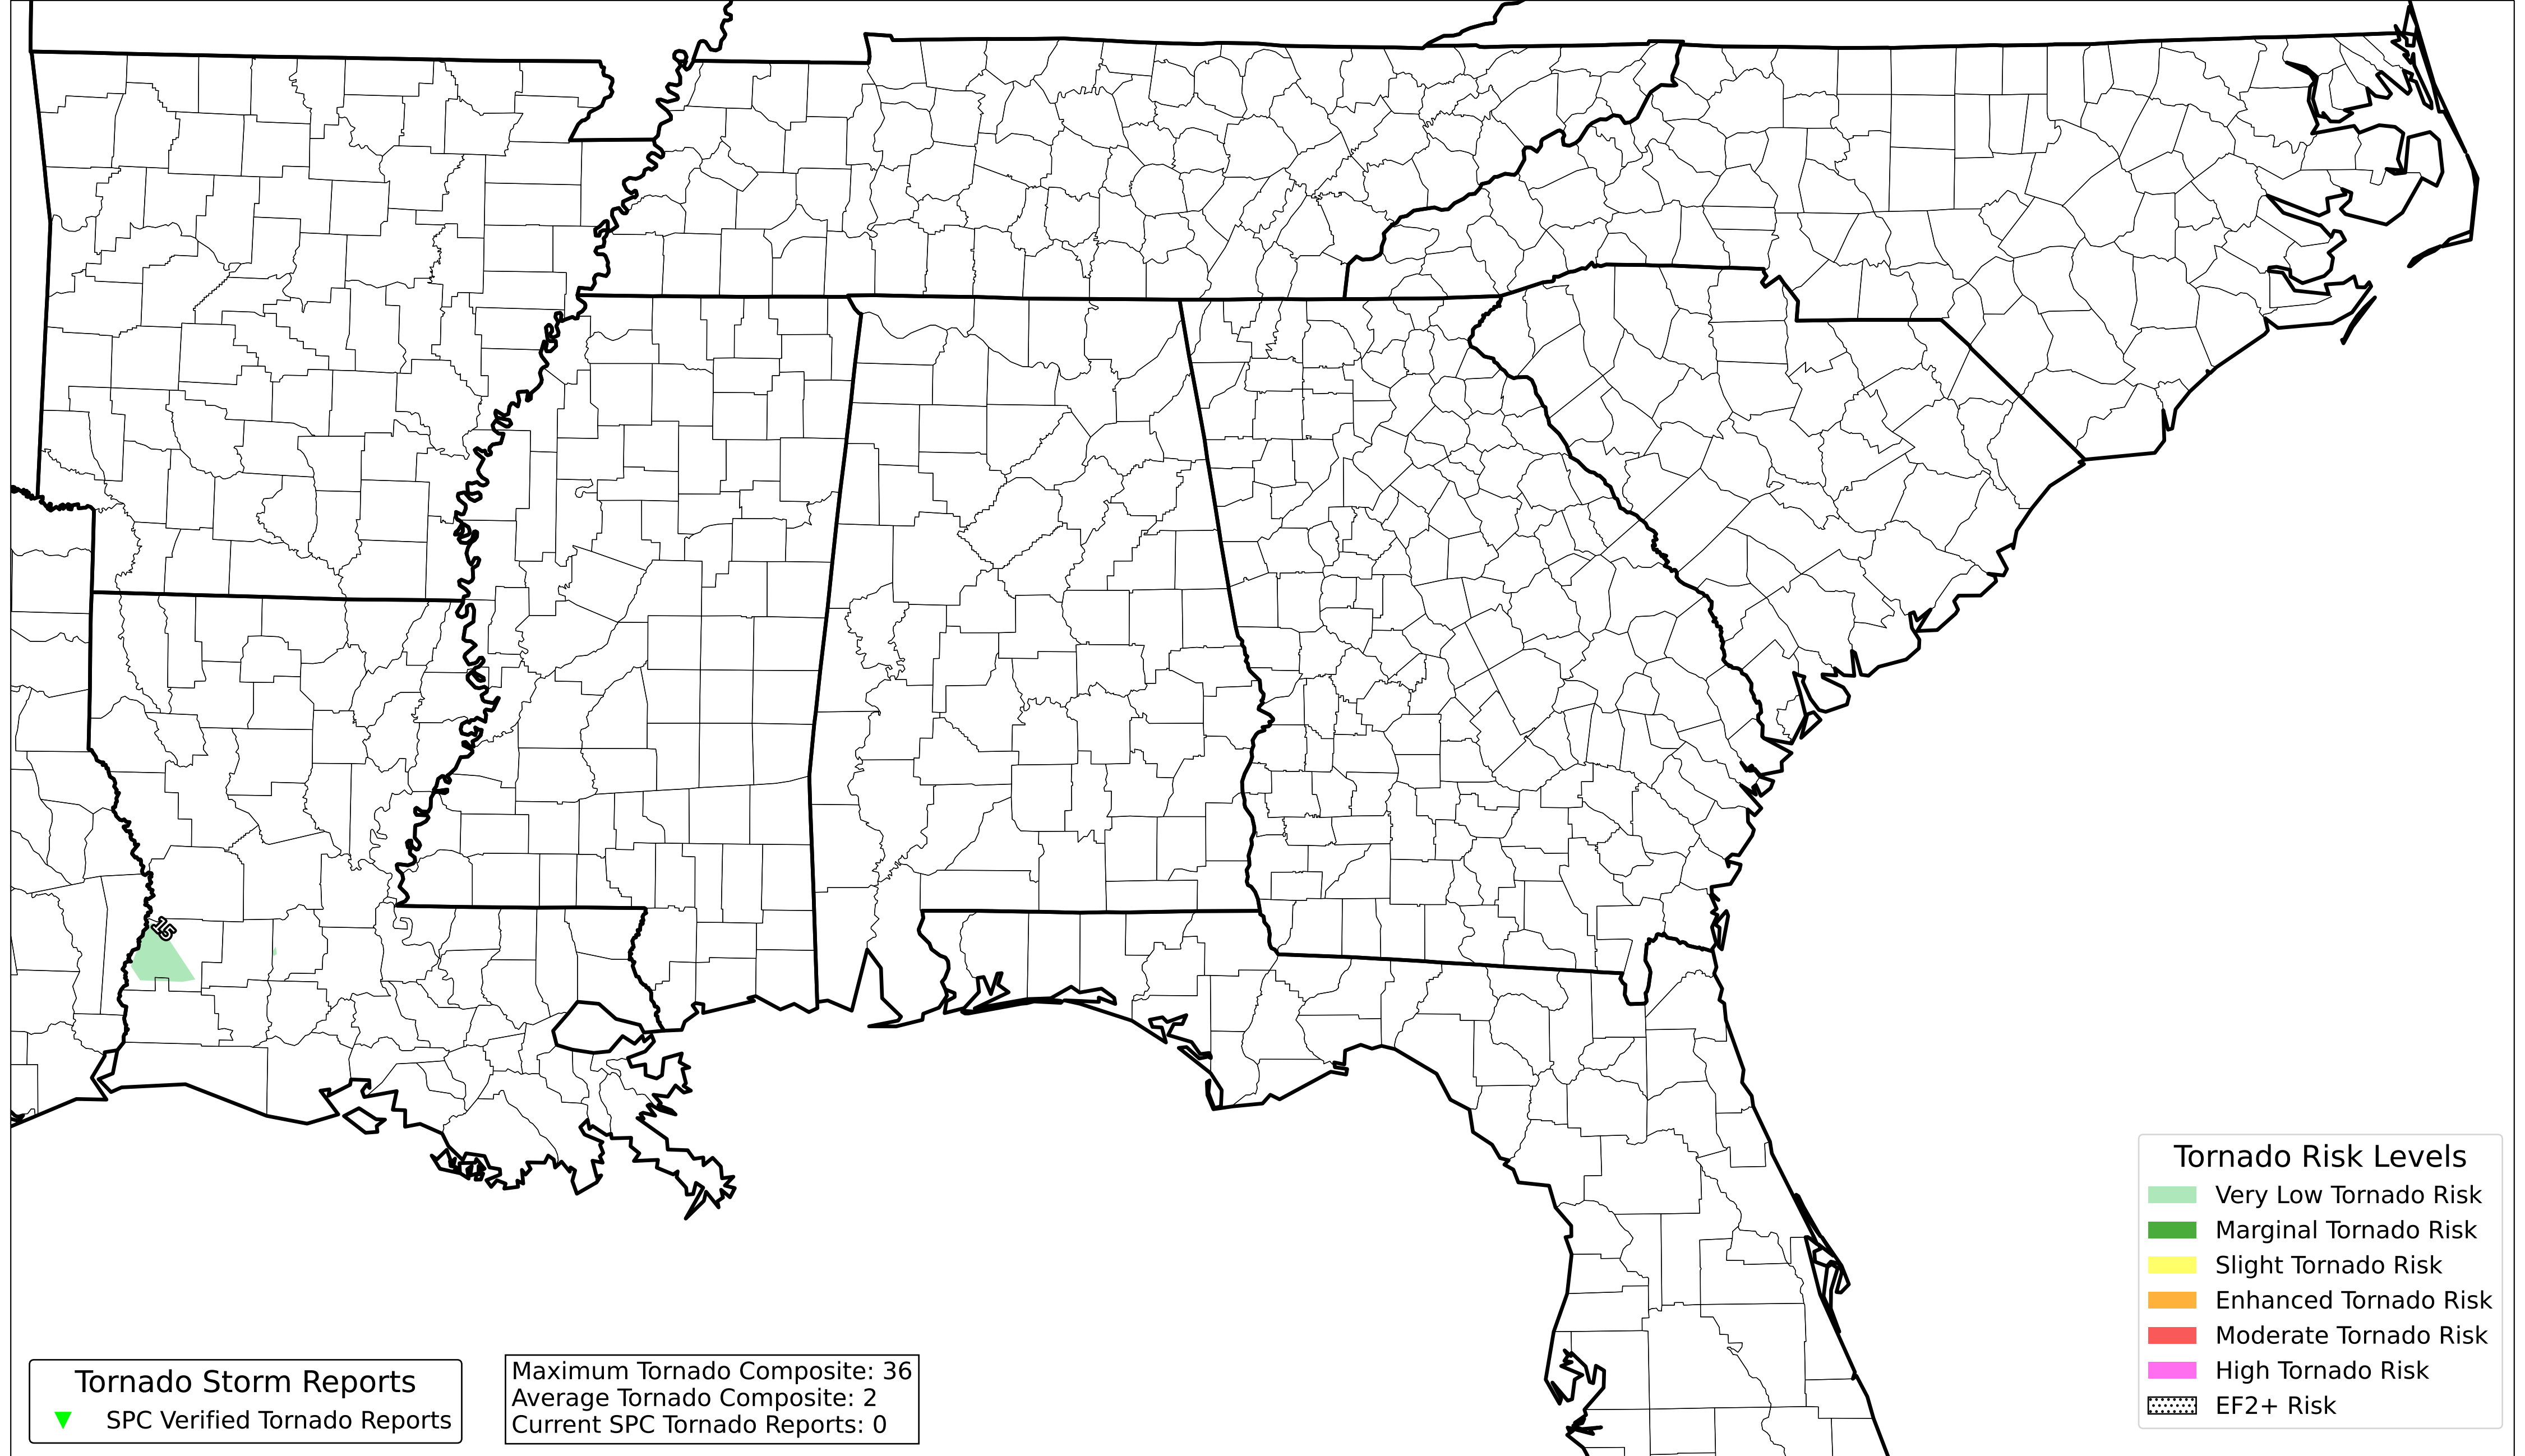 15
Tornado Risk Levels
Very Low Tornado Risk
Marginal Tornado Risk
Slight Tornado Risk
Enhanced Tornado Risk
Moderate Tornado Risk
High Tornado Risk
EF2+ Risk
Tornado Storm Reports
SPC Verified Tornado Reports
Maximum Tornado Composite: 36
Average Tornado Composite: 2
Current SPC Tornado Reports: 0